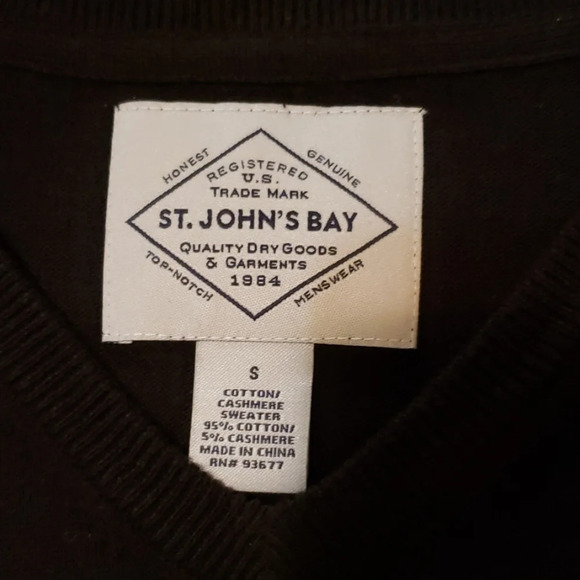 HONEST
GENUINE
REGISTERED
U.S.
TRADE MARK
ST. JOHN'S BAY
QUALITY DRY GOODS
& GARMENTS
1984
TOP-NOTCH
MENSWEAR
S
COTTON/
CASHMERE
SWEATER
95% COTTON/
5% CASHMERE
MADE IN CHINA
RN# 93677